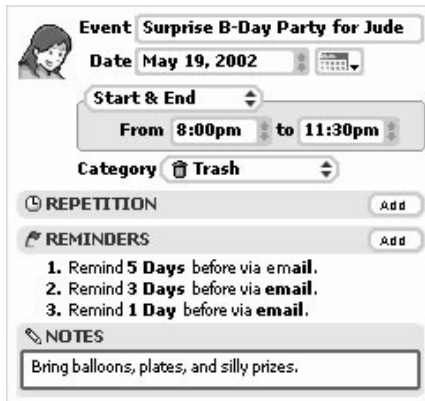 Event Surprise B-Day Party for Jude
Date May 19, 2002
Start & End
From 8:00pm to 11:30pm
Category Trash
REPETITION Add
REMINDERS Add
1. Remind 5 Days before via email.
2. Remind 3 Days before via email.
3. Remind 1 Day before via email.
NOTES
Bring balloons, plates, and silly prizes.